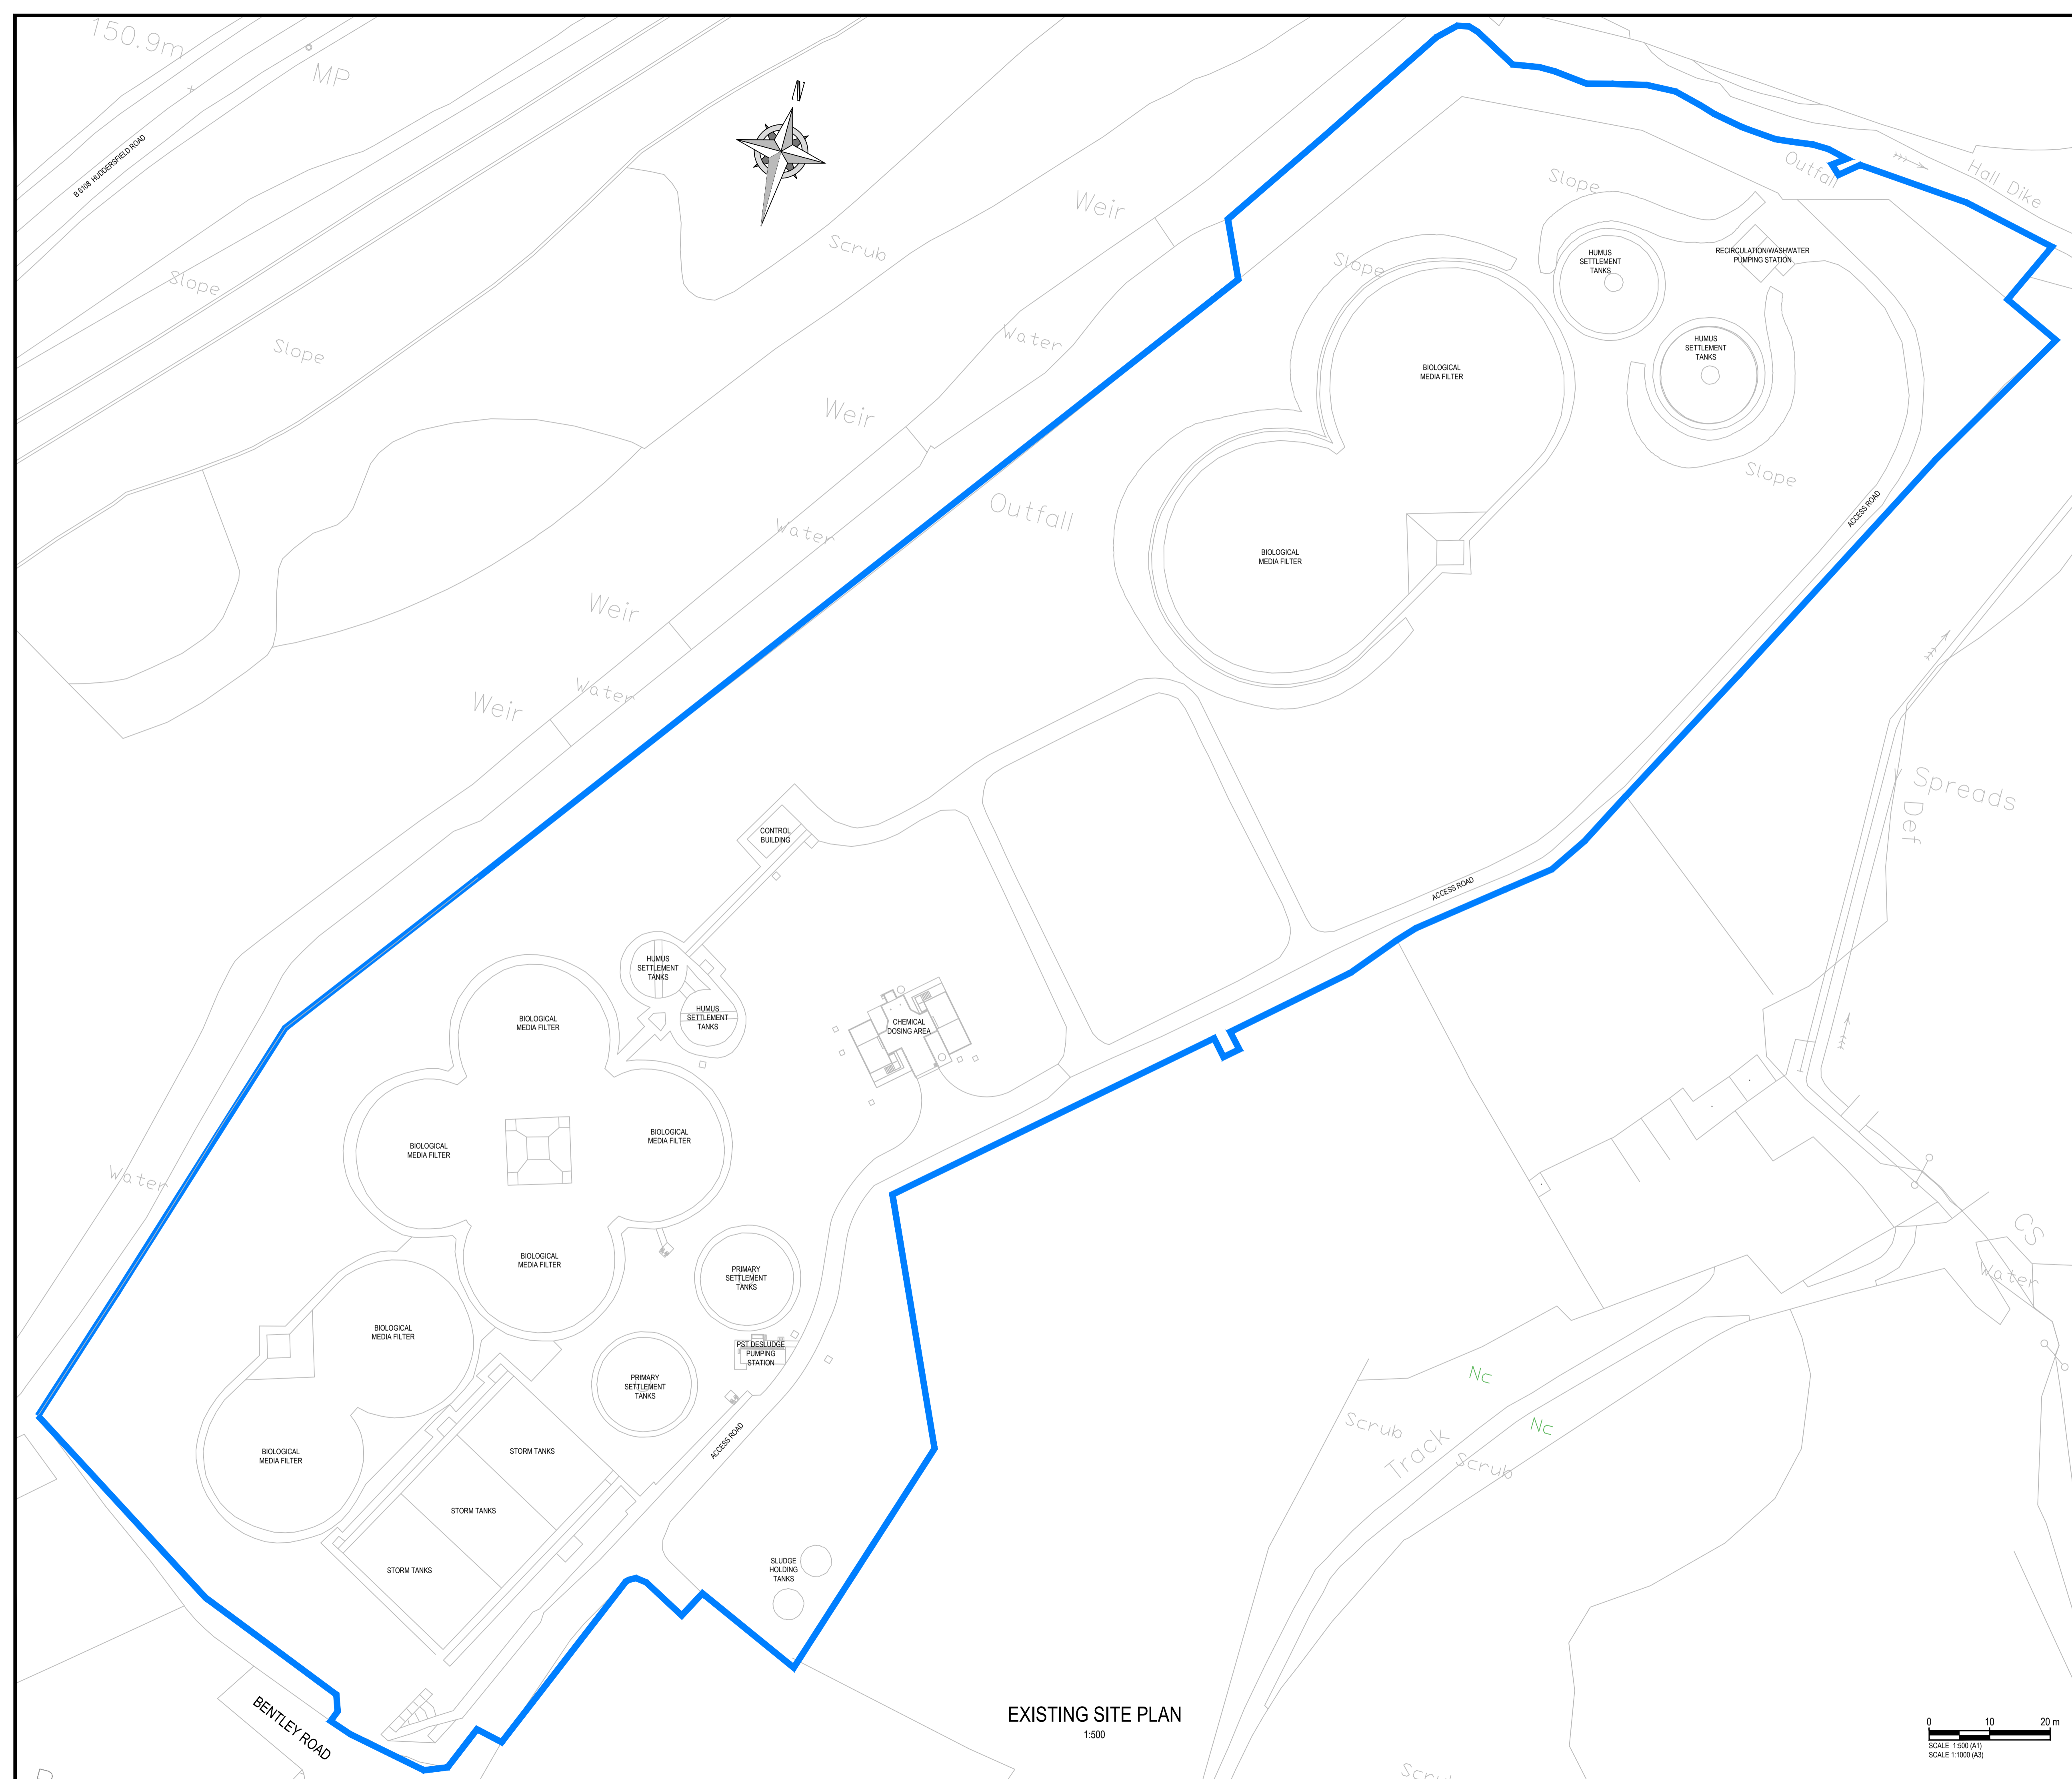 150.9m
MP
B 6108 HUDDERSFIELD ROAD
N
Slope
Slope
Scrub
Weir
Water
Weir
Water
Weir
Water
Weir
Water
Outfall
Slope
Slope
Outfall
Hall Dike
HUMUS
SETTLEMENT
TANKS
RECIRCULATION/WASHWATER
PUMPING STATION
HUMUS
SETTLEMENT
TANKS
BIOLOGICAL
MEDIA FILTER
Slope
ACCESS ROAD
BIOLOGICAL
MEDIA FILTER
Spreads
Def
CONTROL
BUILDING
ACCESS ROAD
HUMUS
SETTLEMENT
TANKS
HUMUS
SETTLEMENT
TANKS
CHEMICAL
DOSING AREA
BIOLOGICAL
MEDIA FILTER
BIOLOGICAL
MEDIA FILTER
BIOLOGICAL
MEDIA FILTER
BIOLOGICAL
MEDIA FILTER
PRIMARY
SETTLEMENT
TANKS
CS
Water
BIOLOGICAL
MEDIA FILTER
PST DESLUDGE
PUMPING
STATION
PRIMARY
SETTLEMENT
TANKS
Nc
Nc
Scrub
Track
Scrub
BIOLOGICAL
MEDIA FILTER
STORM TANKS
ACCESS ROAD
STORM TANKS
STORM TANKS
SLUDGE
HOLDING
TANKS
BENTLEY ROAD
EXISTING SITE PLAN
1:500
0 10 20 m
SCALE 1:500 (A1)
SCALE 1:1000 (A3)